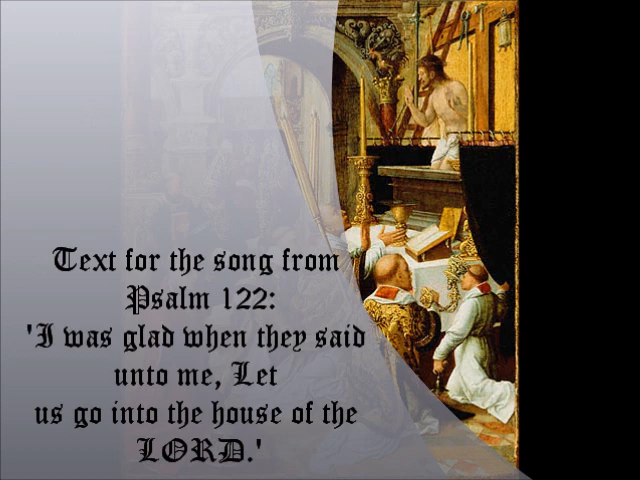 Text for the song from
Psalm 122:
'I was glad when they said
unto me, Let
us go into the house of the
LORD.'